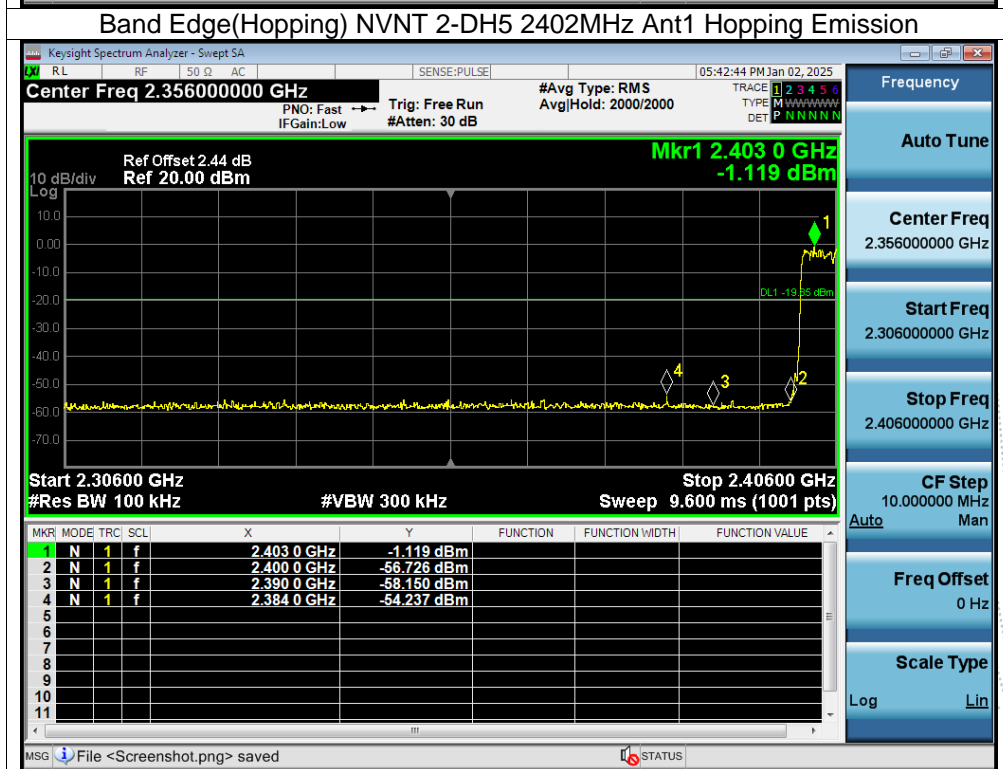 Band Edge(Hopping) NVNT 2-DH5 2402MHz Ant1 Hopping Emission
Keysight Spectrum Analyzer - Swept SA
LXI RL RF 50 Ω AC SENSE:PULSE 05:42:44 PM Jan 02, 2025
Center Freq 2.356000000 GHz #Avg Type: RMS TRACE 1 2 3 4 5 6
PNO: Fast Trig: Free Run Avg|Hold: 2000/2000 TYPE M WWWWW
IFGain:Low #Atten: 30 dB DET P N N N N N
Frequency
Auto Tune
Mkr1 2.403 0 GHz
-1.119 dBm
Ref Offset 2.44 dB
10 dB/div Ref 20.00 dBm
Log
10.0
0.00
-10.0
-20.0
-30.0
-40.0
-50.0
-60.0
-70.0
1
DL1 -19.85 dBm
4
3
2
Start 2.30600 GHz Stop 2.40600 GHz
#Res BW 100 kHz #VBW 300 kHz Sweep 9.600 ms (1001 pts)
MKR MODE TRC SCL X Y FUNCTION FUNCTION WIDTH FUNCTION VALUE
1 N 1 f 2.403 0 GHz -1.119 dBm
2 N 1 f 2.400 0 GHz -56.726 dBm
3 N 1 f 2.390 0 GHz -58.150 dBm
4 N 1 f 2.384 0 GHz -54.237 dBm
5
6
7
8
9
10
11
Center Freq
2.356000000 GHz
Start Freq
2.306000000 GHz
Stop Freq
2.406000000 GHz
CF Step
10.000000 MHz
Auto Man
Freq Offset
0 Hz
Scale Type
Log Lin
MSG File <Screenshot.png> saved STATUS